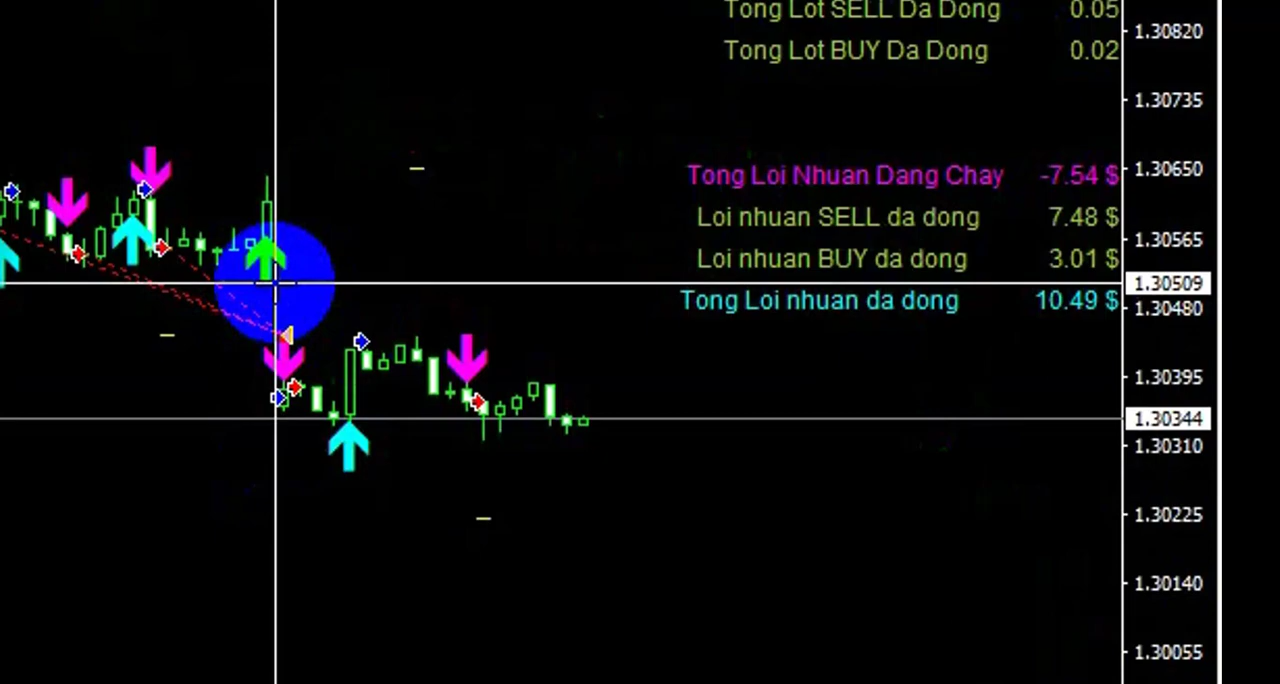 Tong Lot SELL Da Dong 0.05
1.30820
Tong Lot BUY Da Dong 0.02
1.30735
Tong Loi Nhuan Dang Chay -7.54 $
1.30650
Loi nhuan SELL da dong 7.48 $
1.30565
Loi nhuan BUY da dong 3.01 $
1.30509
Tong Loi nhuan da dong 10.49 $
1.30480
1.30395
1.30344
1.30310
1.30225
1.30140
1.30055